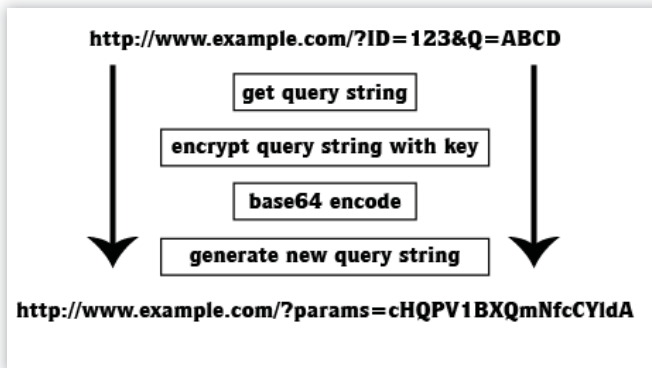 http://www.example.com/?ID=123&Q=ABCD
get query string
encrypt query string with key
base64 encode
generate new query string
http://www.example.com/?params=cHQPV1BXQmNfcCYldA